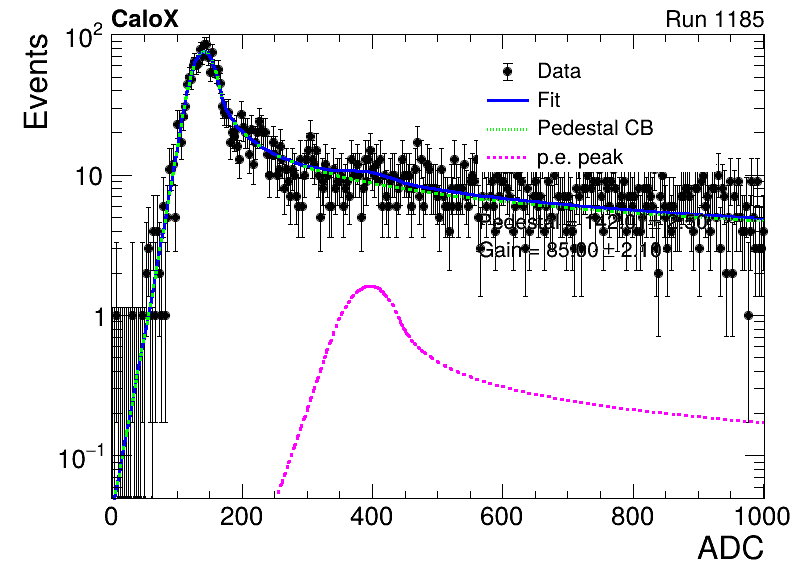 CaloX Run 1185
Events
10²
10
1
10⁻¹
Data
Fit
Pedestal CB
p.e. peak
Pedestal
Gain = 85.00 ± 2.10
0 200 400 600 800 1000
ADC